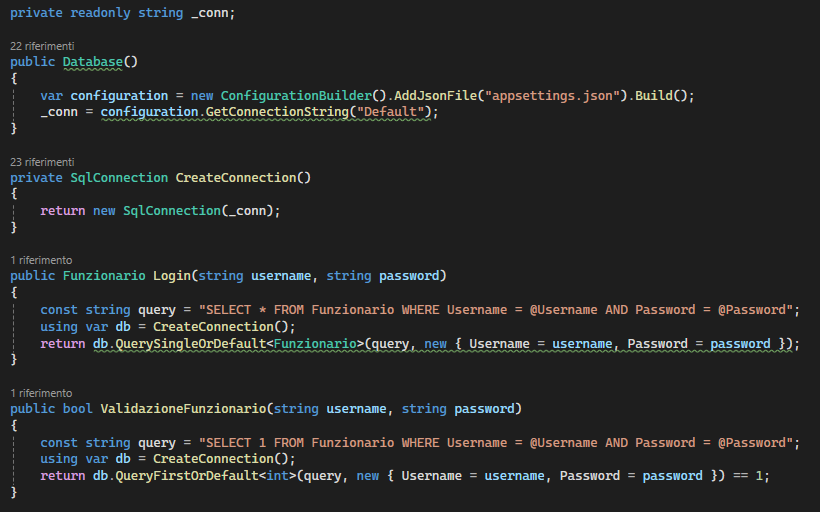 private readonly string _conn;
22 riferimenti
public Database()
{
var configuration = new ConfigurationBuilder().AddJsonFile("appsettings.json").Build();
_conn = configuration.GetConnectionString("Default");
}
23 riferimenti
private SqlConnection CreateConnection()
{
return new SqlConnection(_conn);
}
1 riferimento
public Funzionario Login(string username, string password)
{
const string query = "SELECT * FROM Funzionario WHERE Username = @Username AND Password = @Password";
using var db = CreateConnection();
return db.QuerySingleOrDefault<Funzionario>(query, new { Username = username, Password = password });
}
1 riferimento
public bool ValidazioneFunzionario(string username, string password)
{
const string query = "SELECT 1 FROM Funzionario WHERE Username = @Username AND Password = @Password";
using var db = CreateConnection();
return db.QueryFirstOrDefault<int>(query, new { Username = username, Password = password }) == 1;
}